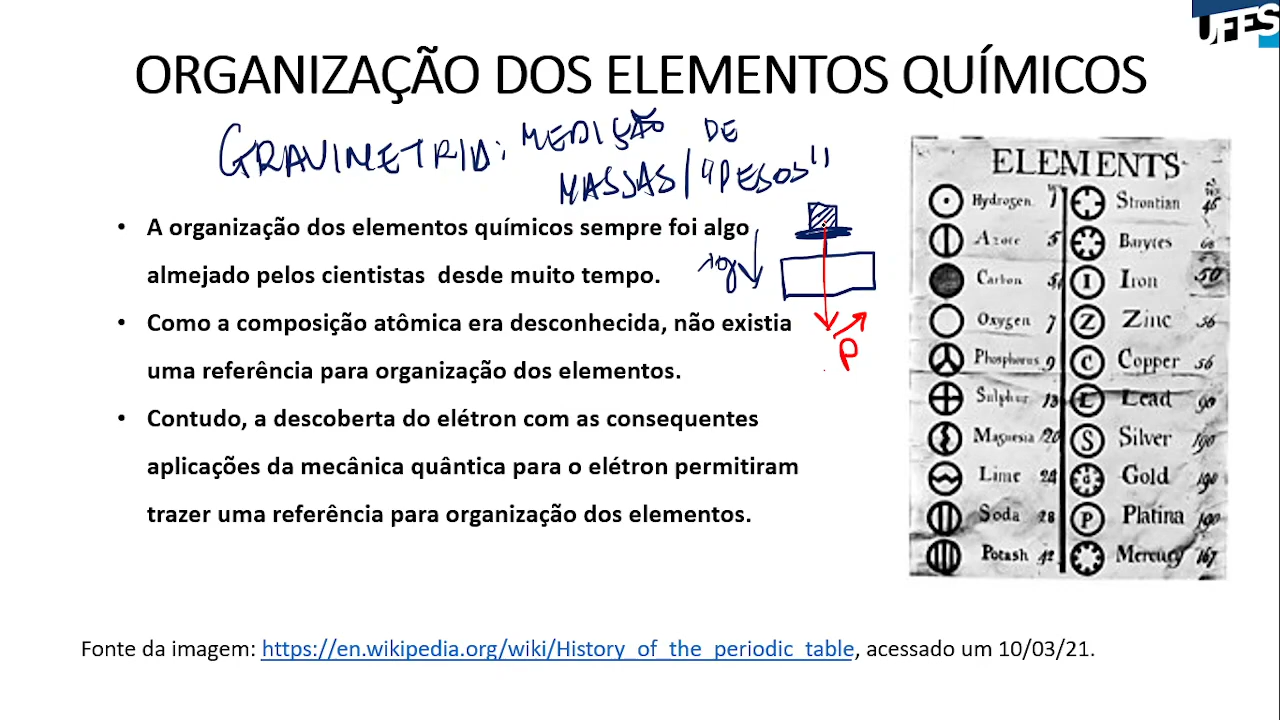 UFES
ORGANIZAÇÃO DOS ELEMENTOS QUÍMICOS
GRAVIMETRIA: MEDIÇÃO DE
MASSAS/"PESOS"
• A organização dos elementos químicos sempre foi algo
almejado pelos cientistas desde muito tempo.
• Como a composição atômica era desconhecida, não existia
uma referência para organização dos elementos.
• Contudo, a descoberta do elétron com as consequentes
aplicações da mecânica quântica para o elétron permitiram
trazer uma referência para organização dos elementos.
10g
P
ELEMENTS
Hydrogen 1
Azote 5
Carbon 5
Oxygen 7
Phosphorus 9
Sulphur 13
Magnesia 20
Lime 24
Soda 28
Potash 42
Strontian 46
Barytes 68
I Iron 50
Z Zinc 56
C Copper 56
L Lead 90
S Silver 190
G Gold 190
P Platina 190
Mercury 167
Fonte da imagem: https://en.wikipedia.org/wiki/History_of_the_periodic_table, acessado um 10/03/21.